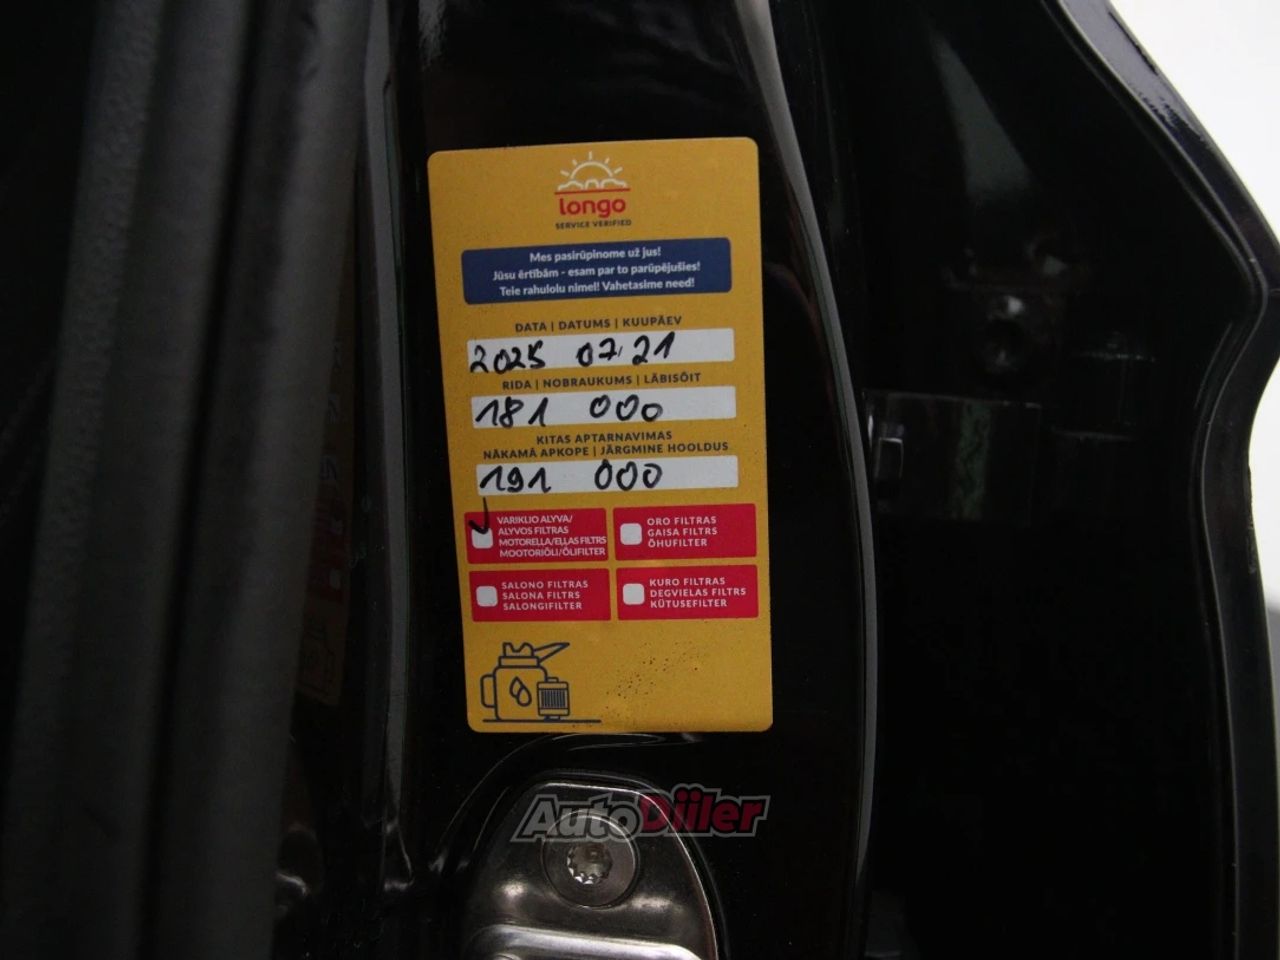 longo
SERVICE VERIFIED
Mes pasirūpinome už jus!
Jūsu ērtībām - esam par to parūpējušies!
Teie rahulolu nimel! Vahetasime need!
DATA | DATUMS | KUUPÄEV
2025 07.21
RIDA | NOBRAUKUMS | LÄBISÕIT
181 000
KITAS APTARNAVIMAS
NĀKAMĀ APKOPE | JÄRGMINE HOOLDUS
191 000
VARIKLIO ALYVA/
ALYVOS FILTRAS
MOTORELLA/EĻĻAS FILTRS
MOOTORIÕLI/ÕLIFILTER
ORO FILTRAS
GAISA FILTRS
ÕHUFILTER
SALONO FILTRAS
SALONA FILTRS
SALONGIFILTER
KURO FILTRAS
DEGVIELAS FILTRS
KÜTUSEFILTER
AutoDiiler